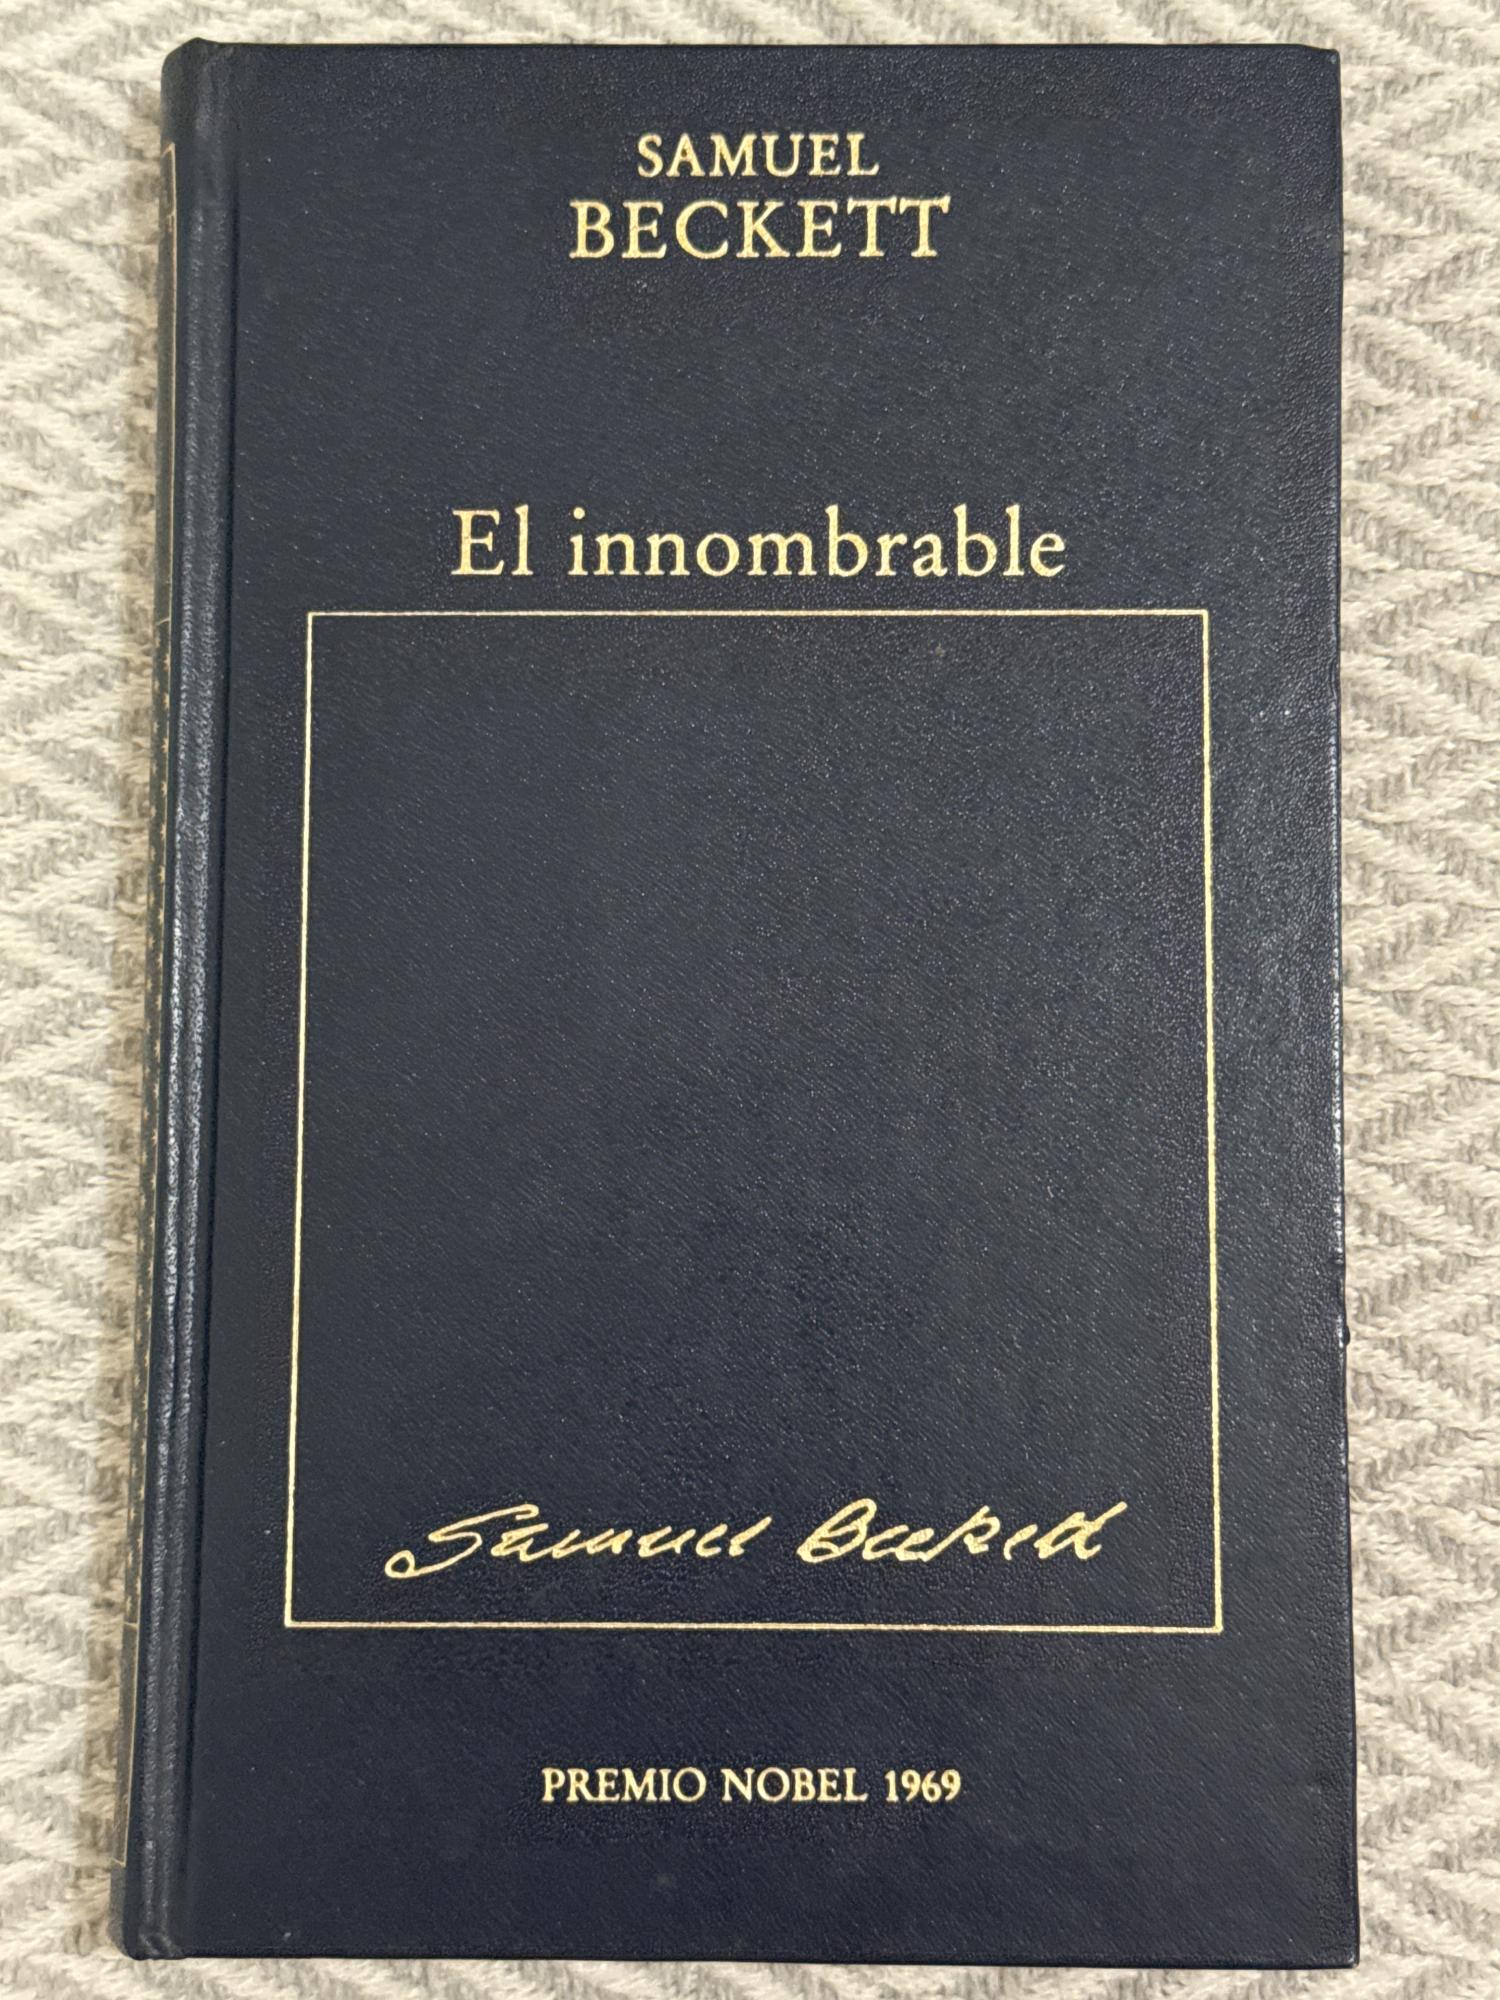 SAMUEL
BECKETT
El innombrable
Samuel Beckett
PREMIO NOBEL 1969